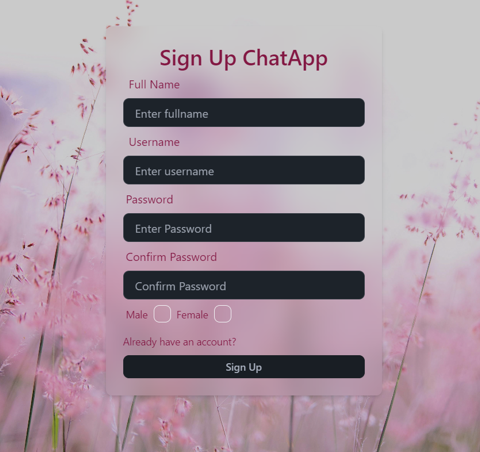 Sign Up ChatApp
Full Name
Enter fullname
Username
Enter username
Password
Enter Password
Confirm Password
Confirm Password
Male Female
Already have an account?
Sign Up